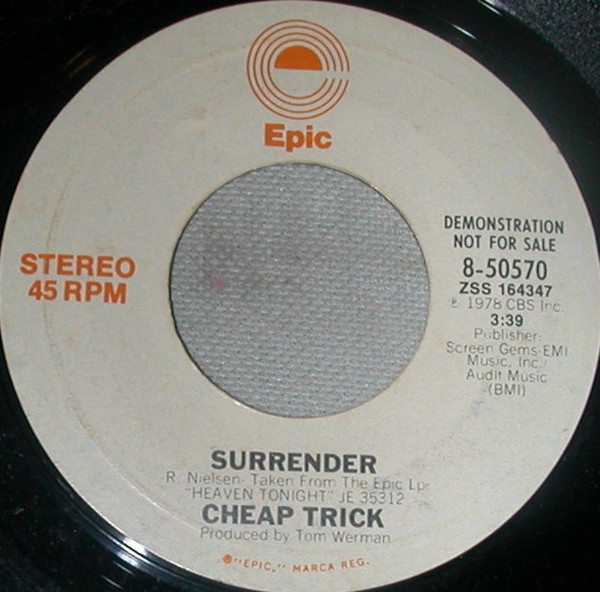 Epic
STEREO
45 RPM
DEMONSTRATION
NOT FOR SALE
8-50570
ZSS 164347
℗ 1978 CBS Inc.
3:39
Publisher:
Screen Gems-EMI
Music, Inc./
Audit Music
(BMI)
SURRENDER
R. Nielsen- Taken From The Epic Lp:
"HEAVEN TONIGHT" JE 35312
CHEAP TRICK
Produced by Tom Werman
®"EPIC," MARCA REG.